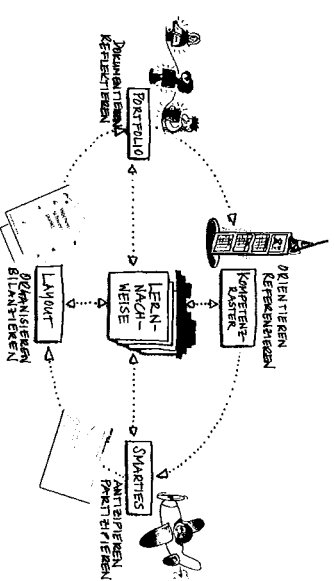 DOKUMENTIEREN
REFLEKTIEREN
PORTFOLIO
ORIENTIEREN
REFERENZIEREN
KOMPETENZ-
RASTER
LERN-
NACH-
WEISE
LAYOUT
ORGANISIEREN
BILANZIEREN
SMARTIES
ANTIZIPIEREN
PARTIZIPIEREN